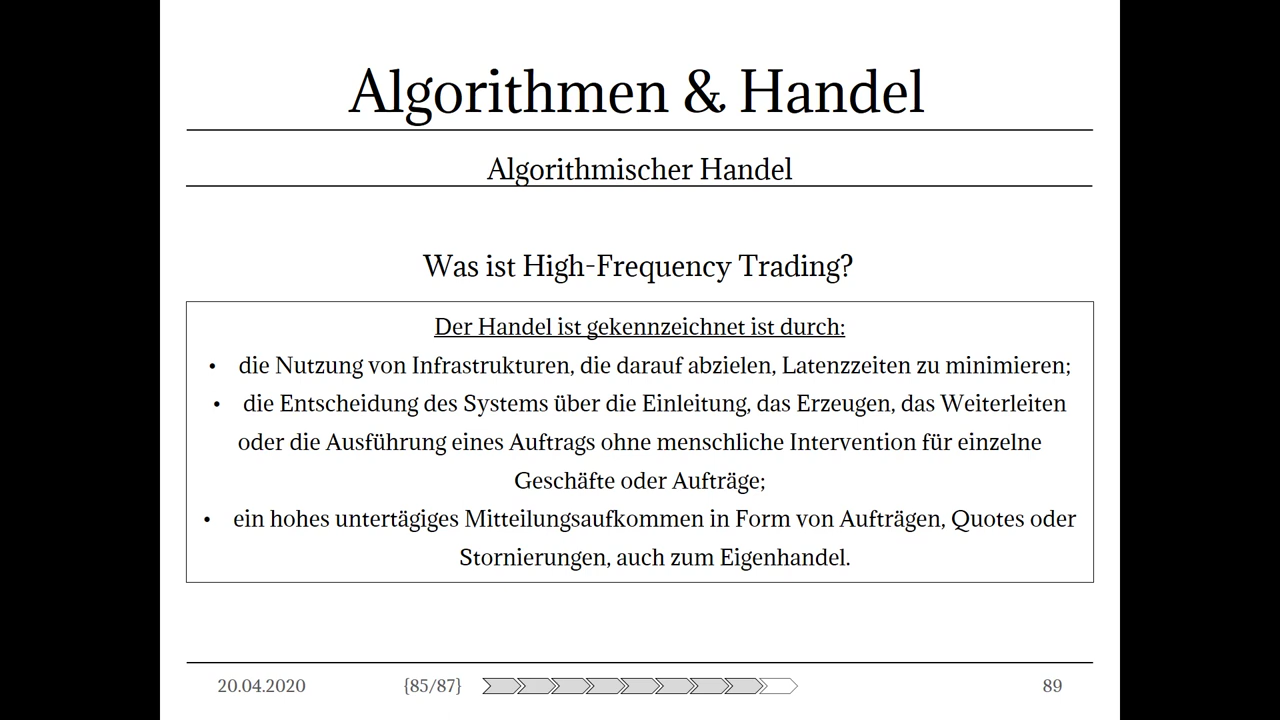 Algorithmen & Handel
Algorithmischer Handel
Was ist High-Frequency Trading?
Der Handel ist gekennzeichnet ist durch:
• die Nutzung von Infrastrukturen, die darauf abzielen, Latenzzeiten zu minimieren;
• die Entscheidung des Systems über die Einleitung, das Erzeugen, das Weiterleiten
oder die Ausführung eines Auftrags ohne menschliche Intervention für einzelne
Geschäfte oder Aufträge;
• ein hohes untertägiges Mitteilungsaufkommen in Form von Aufträgen, Quotes oder
Stornierungen, auch zum Eigenhandel.
20.04.2020 {85/87} 89